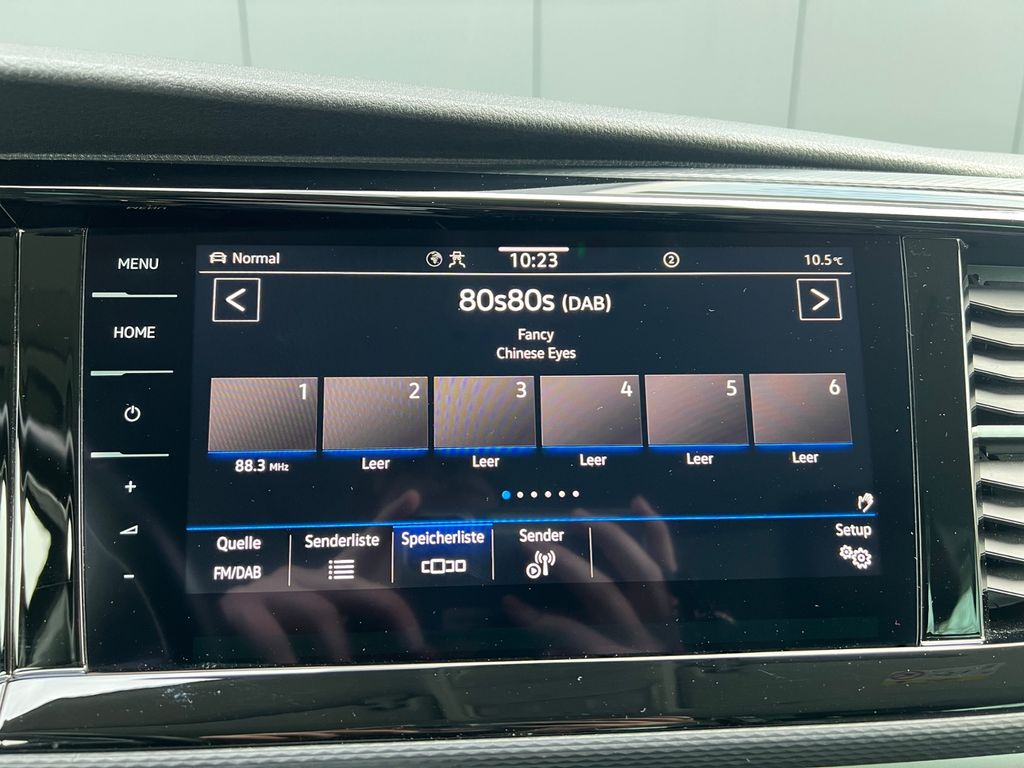 MENU
HOME
Normal
10:23
2
10.5°C
80s80s (DAB)
Fancy
Chinese Eyes
1 2 3 4 5 6
88.3 MHz Leer Leer Leer Leer Leer
Quelle Senderliste Speicherliste Sender Setup
FM/DAB
+
-